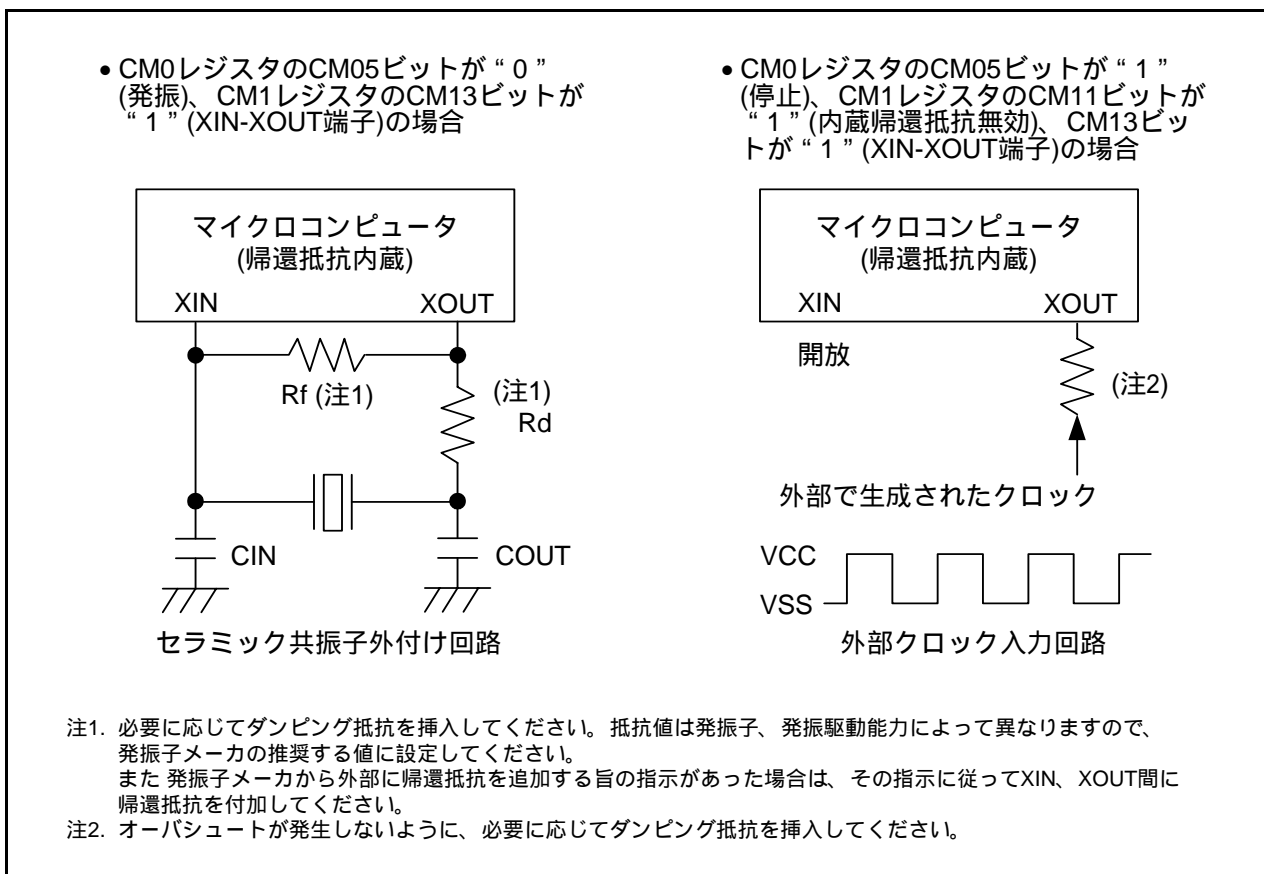 • CM0レジスタのCM05ビットが“0”
(発振)、CM1レジスタのCM13ビットが
“1”(XIN-XOUT端子)の場合
マイクロコンピュータ
(帰還抵抗内蔵)
XIN
XOUT
Rf (注1)
(注1)
Rd
CIN
COUT
セラミック共振子外付け回路
• CM0レジスタのCM05ビットが“1”
(停止)、CM1レジスタのCM11ビットが
“1”(内蔵帰還抵抗無効)、CM13ビッ
トが“1”(XIN-XOUT端子)の場合
マイクロコンピュータ
(帰還抵抗内蔵)
XIN
XOUT
開放
(注2)
外部で生成されたクロック
VCC
VSS
外部クロック入力回路
注1. 必要に応じてダンピング抵抗を挿入してください。抵抗値は発振子、発振駆動能力によって異なりますので、
発振子メーカの推奨する値に設定してください。
また 発振子メーカから外部に帰還抵抗を追加する旨の指示があった場合は、その指示に従ってXIN、XOUT間に
帰還抵抗を付加してください。
注2. オーバシュートが発生しないように、必要に応じてダンピング抵抗を挿入してください。